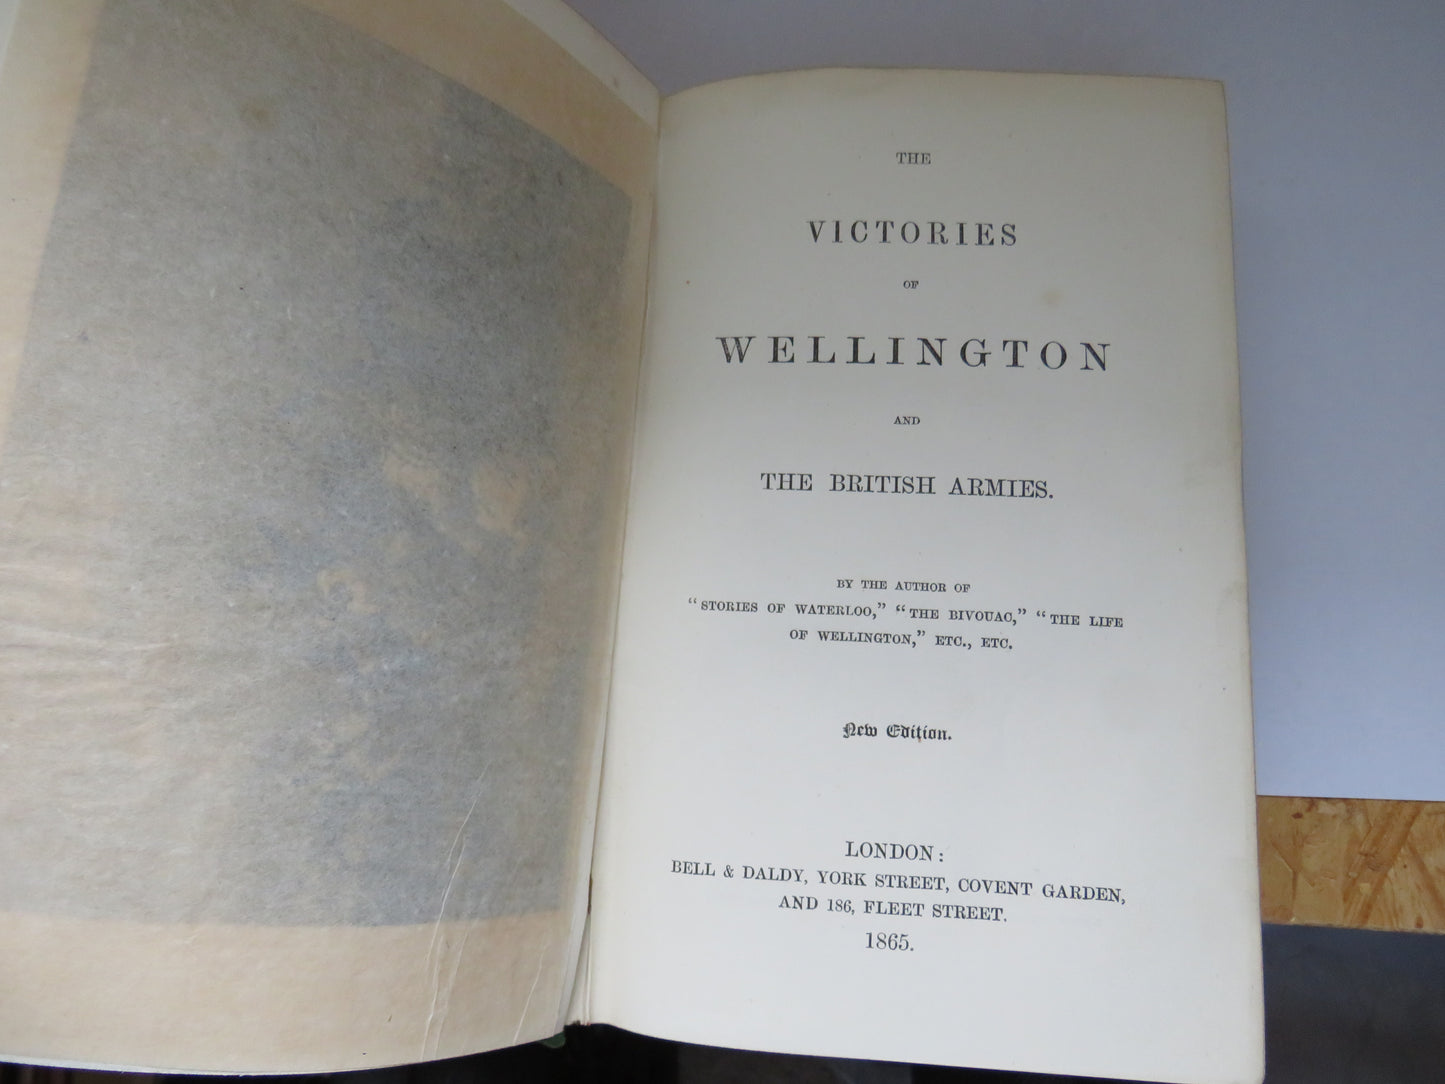 THE
VICTORIES
OF
WELLINGTON
AND
THE BRITISH ARMIES.
BY THE AUTHOR OF
"STORIES OF WATERLOO," "THE BIVOUAC," "THE LIFE
OF WELLINGTON," ETC., ETC.
New Edition.
LONDON:
BELL & DALDY, YORK STREET, COVENT GARDEN,
AND 186, FLEET STREET.
1865.